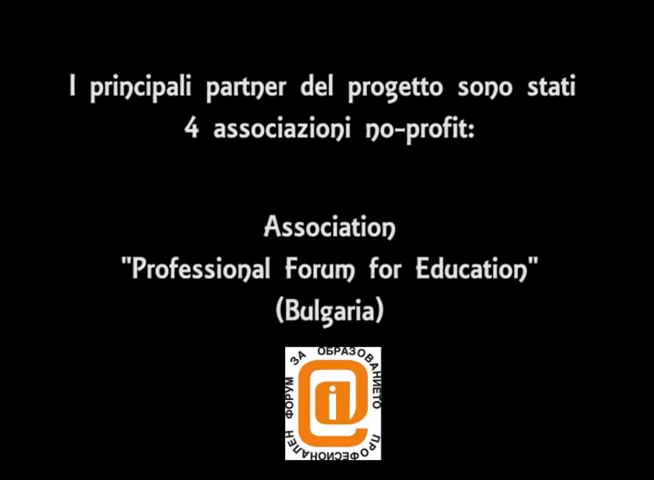 I principali partner del progetto sono stati
4 associazioni no-profit:
Association
"Professional Forum for Education"
(Bulgaria)
ПРОФЕСИОНАЛЕН ФОРУМ ЗА ОБРАЗОВАНИЕТО
@i